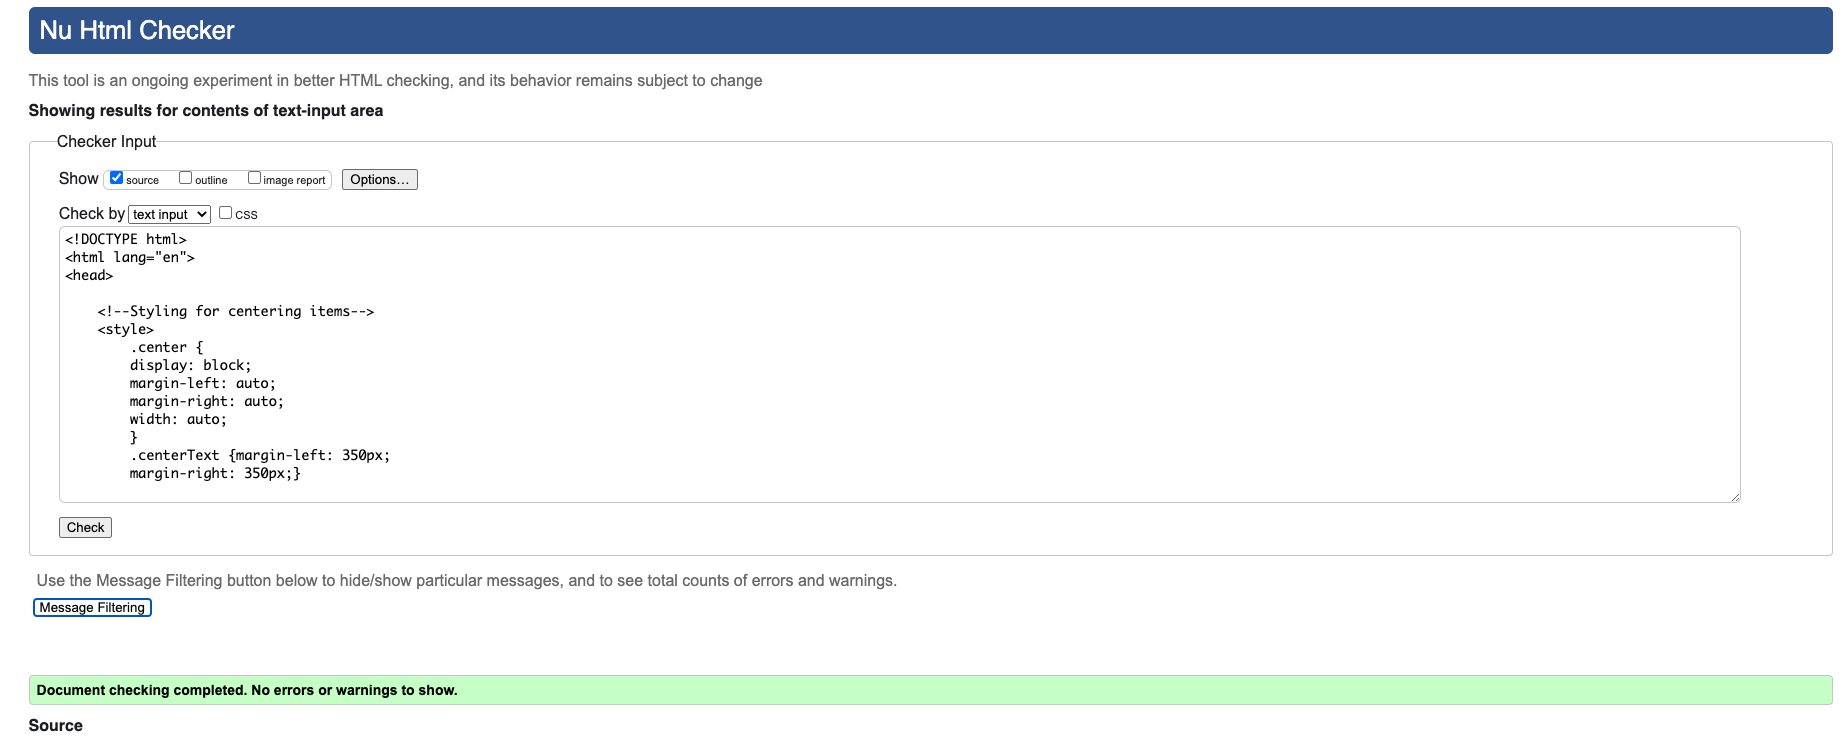 Nu Html Checker
This tool is an ongoing experiment in better HTML checking, and its behavior remains subject to change
Showing results for contents of text-input area
Checker Input
Show source outline image report Options...
Check by text input css
<!DOCTYPE html>
<html lang="en">
<head>
<!--Styling for centering items-->
<style>
.center {
display: block;
margin-left: auto;
margin-right: auto;
width: auto;
}
.centerText {margin-left: 350px;
margin-right: 350px;}
Check
Use the Message Filtering button below to hide/show particular messages, and to see total counts of errors and warnings.
Message Filtering
Document checking completed. No errors or warnings to show.
Source